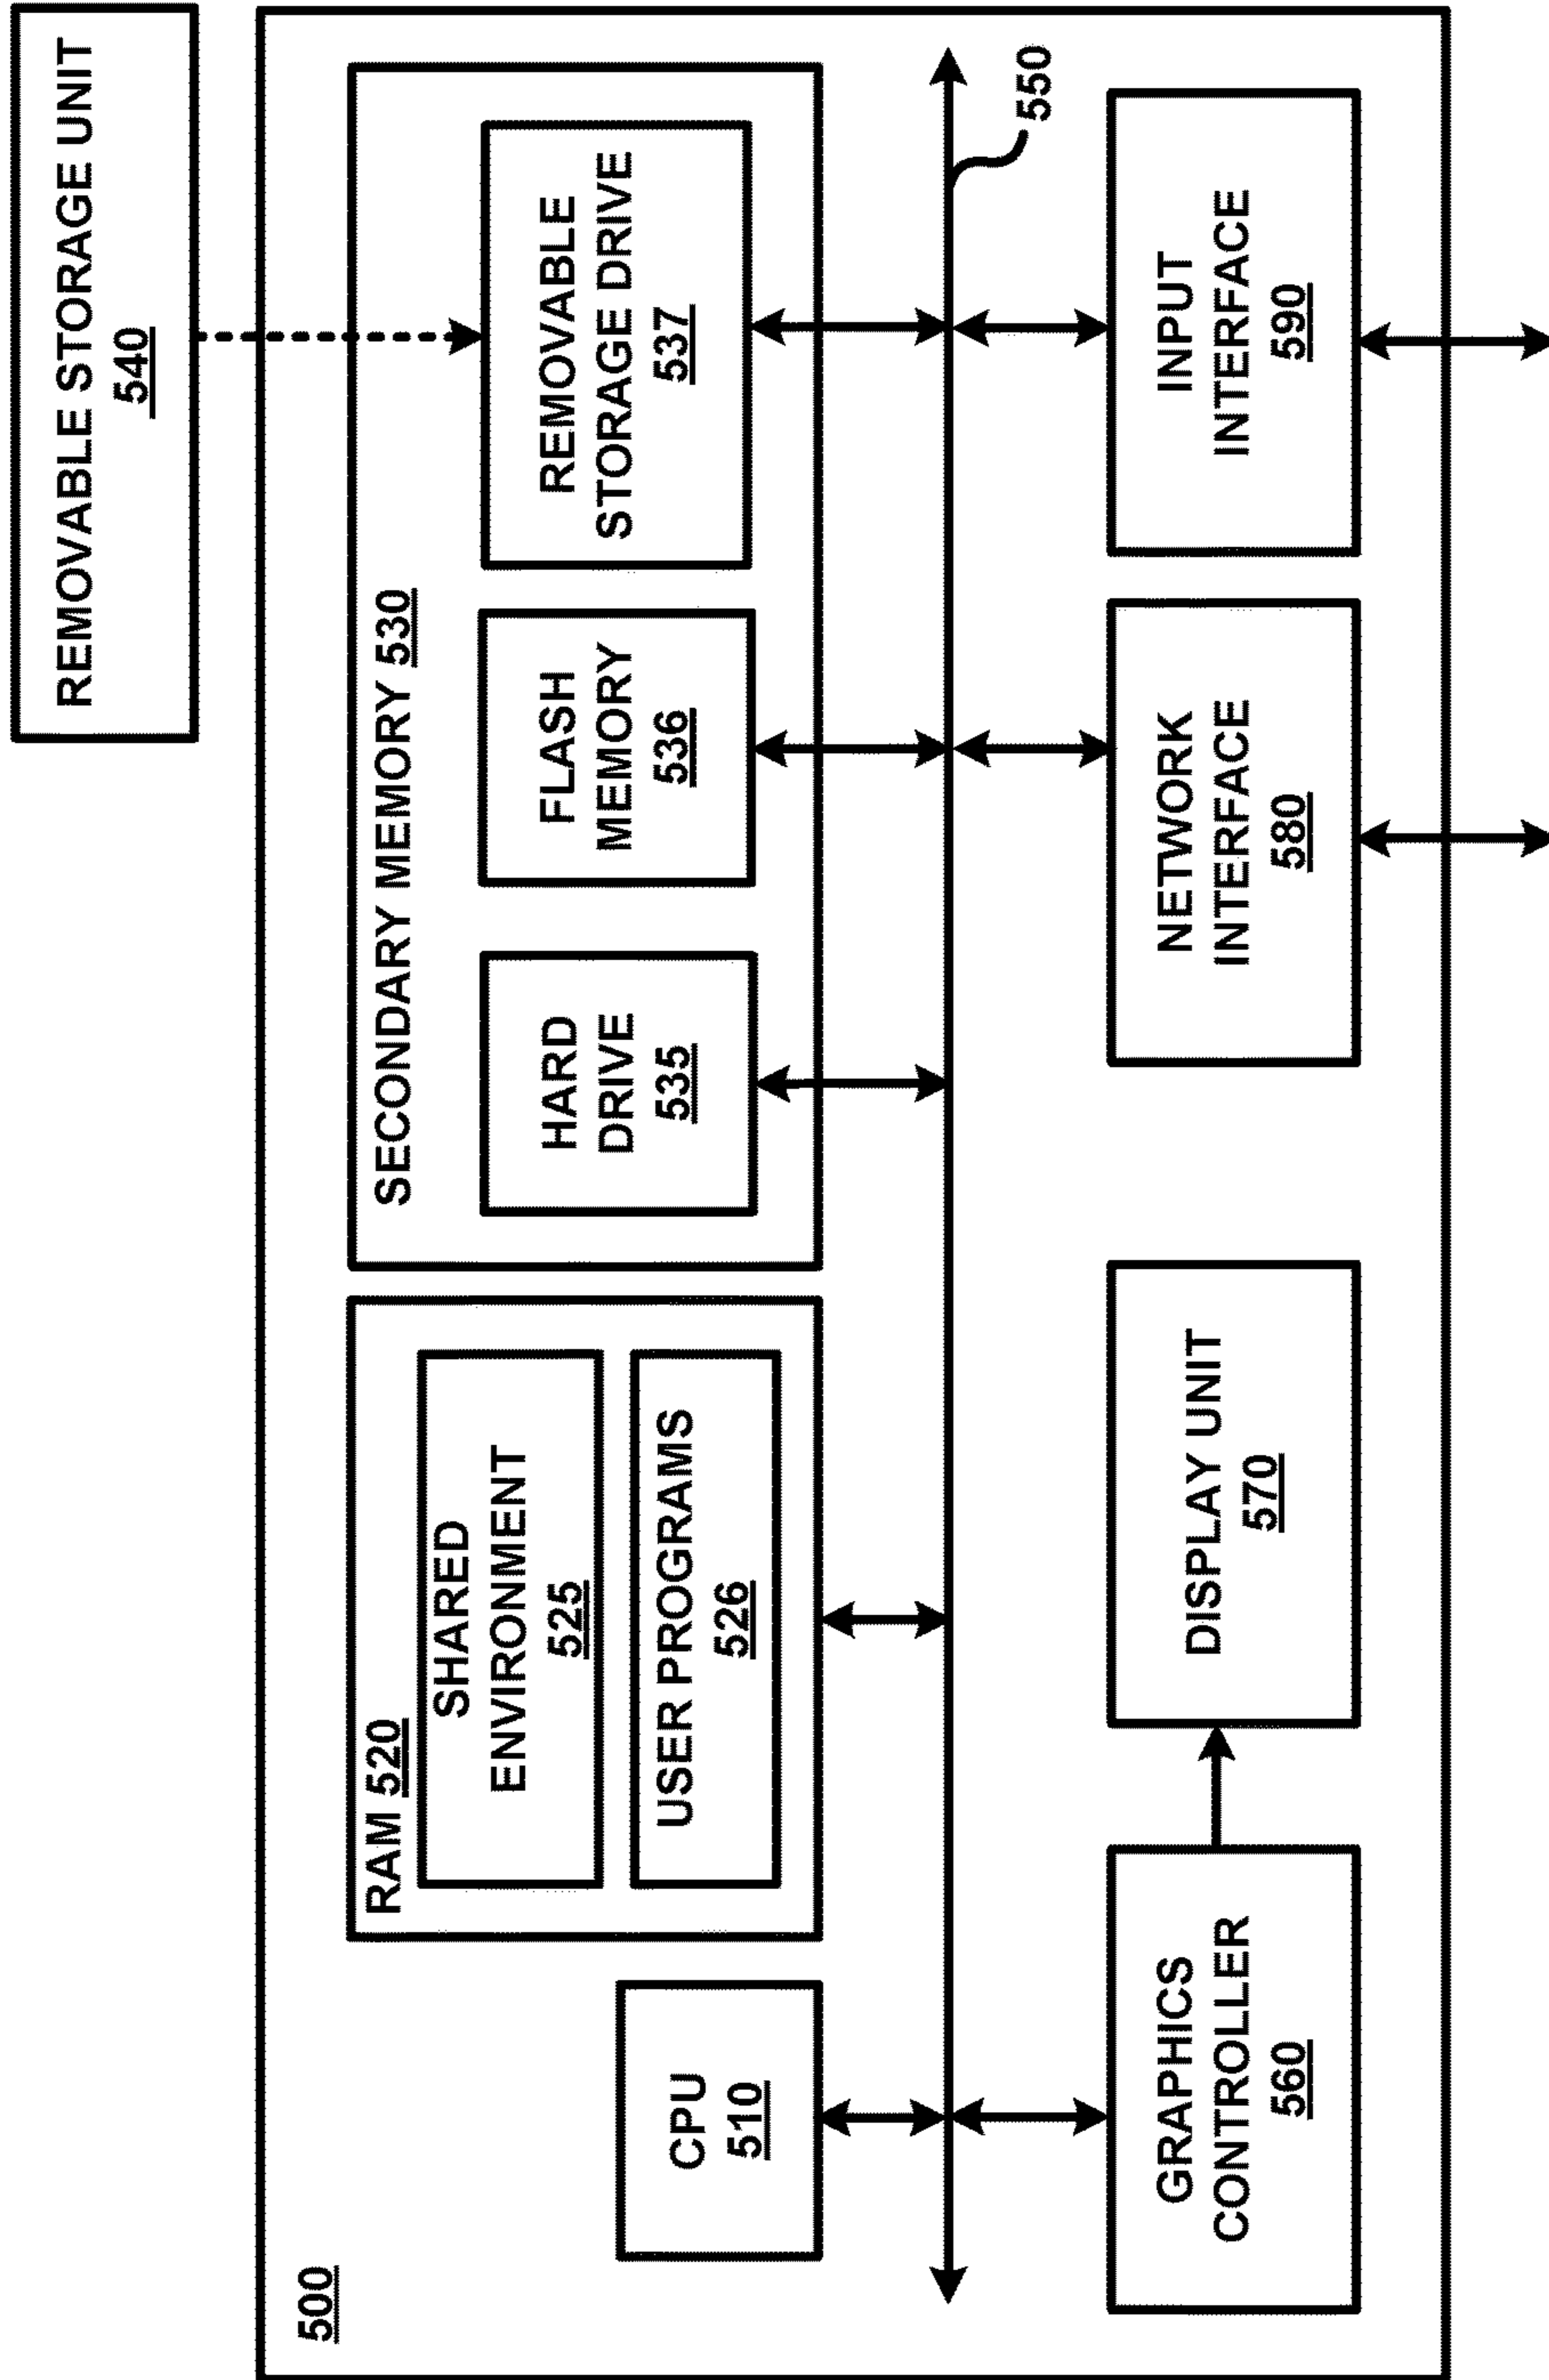 REMOVABLE STORAGE UNIT
540
500
RAM 520
SHARED
ENVIRONMENT
525
USER PROGRAMS
526
SECONDARY MEMORY 530
HARD
DRIVE
535
FLASH
MEMORY
536
REMOVABLE
STORAGE DRIVE
537
CPU
510
550
GRAPHICS
CONTROLLER
560
DISPLAY UNIT
570
NETWORK
INTERFACE
580
INPUT
INTERFACE
590